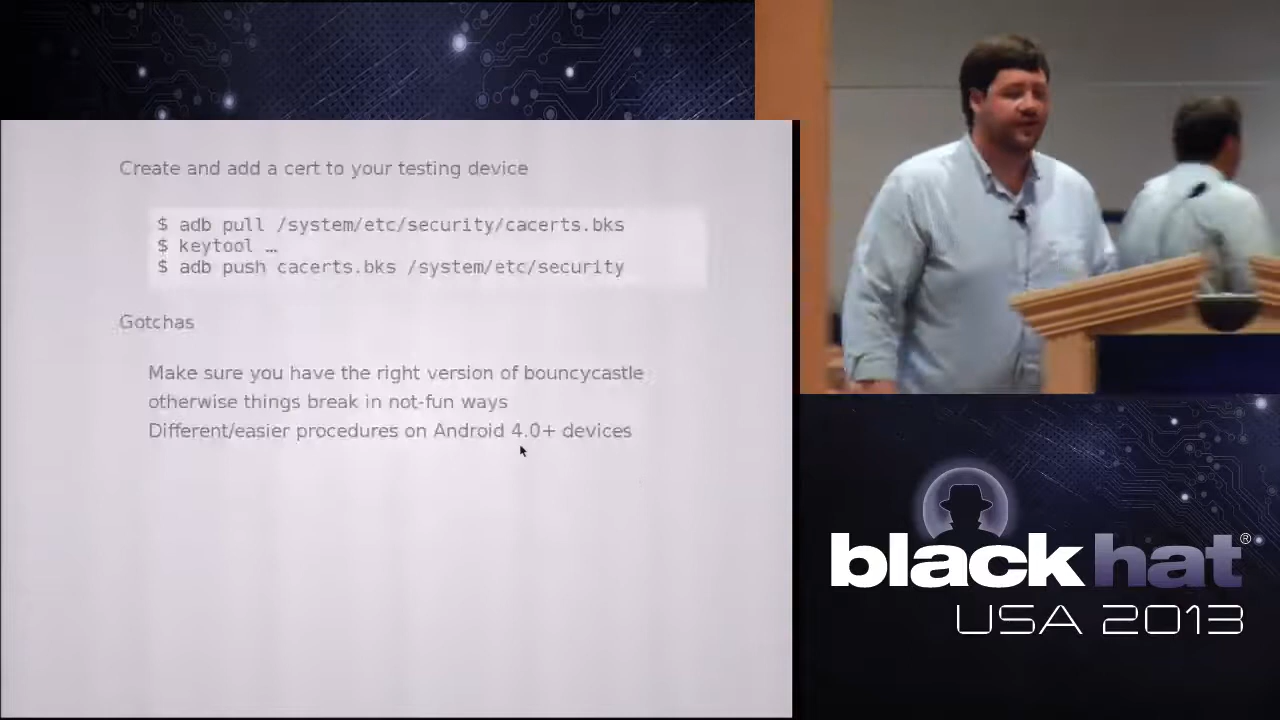 Create and add a cert to your testing device
$ adb pull /system/etc/security/cacerts.bks
$ keytool …
$ adb push cacerts.bks /system/etc/security
Gotchas
Make sure you have the right version of bouncycastle
otherwise things break in not-fun ways
Different/easier procedures on Android 4.0+ devices
black hat®
USA 2013